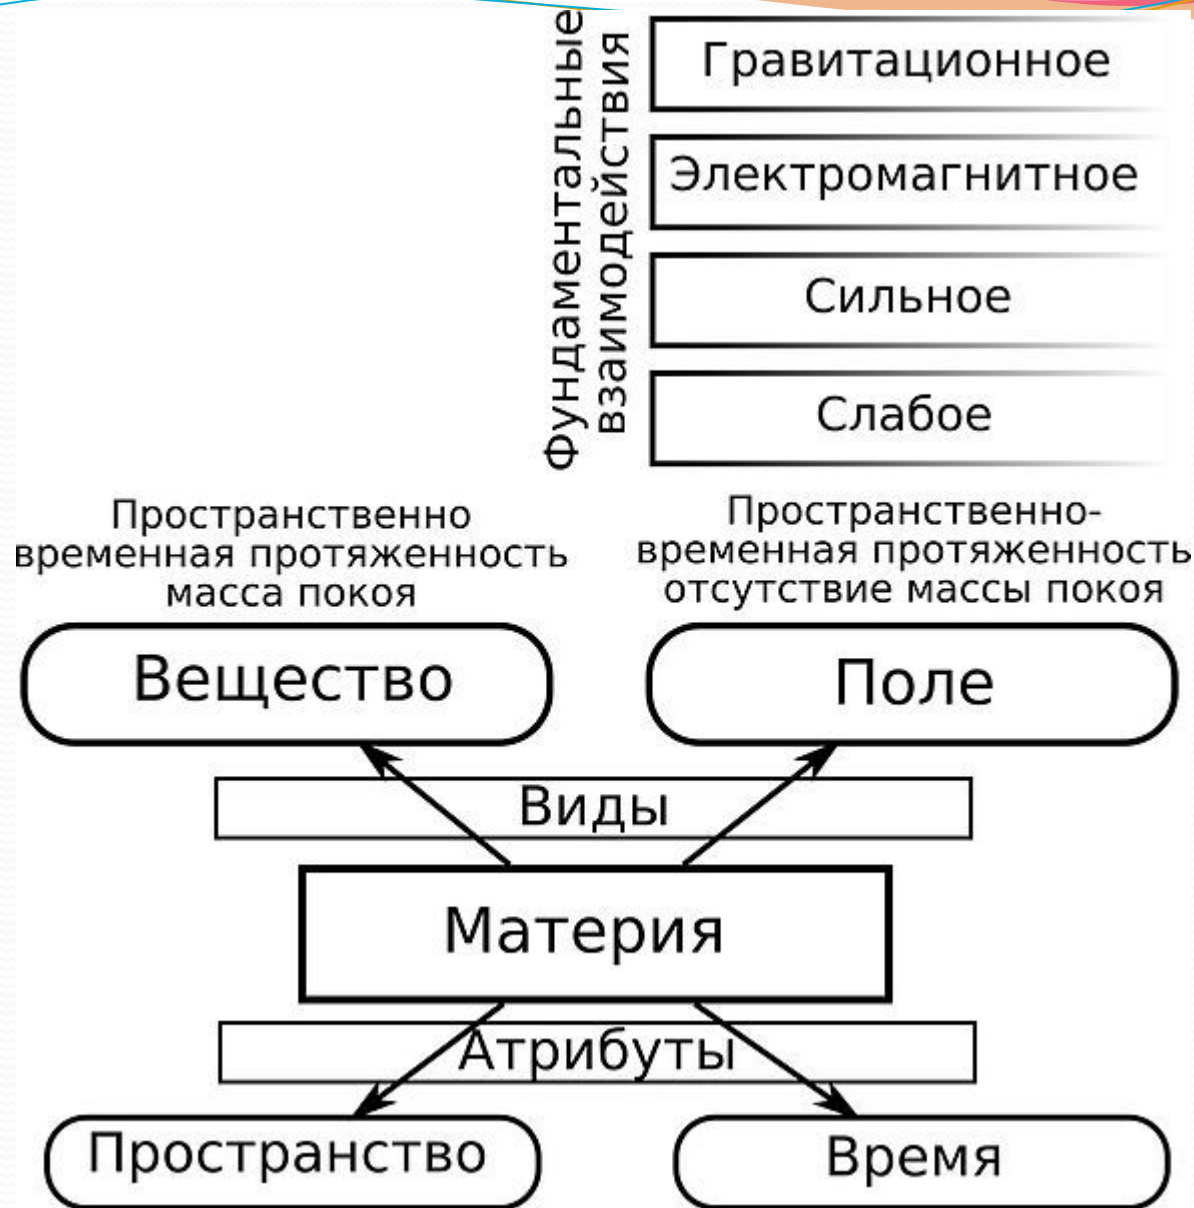 Фундаментальные
взаимодействия
Гравитационное
Электромагнитное
Сильное
Слабое
Пространственно
временная протяженность
масса покоя
Пространственно-
временная протяженность
отсутствие массы покоя
Вещество
Поле
Виды
Материя
Атрибуты
Пространство
Время